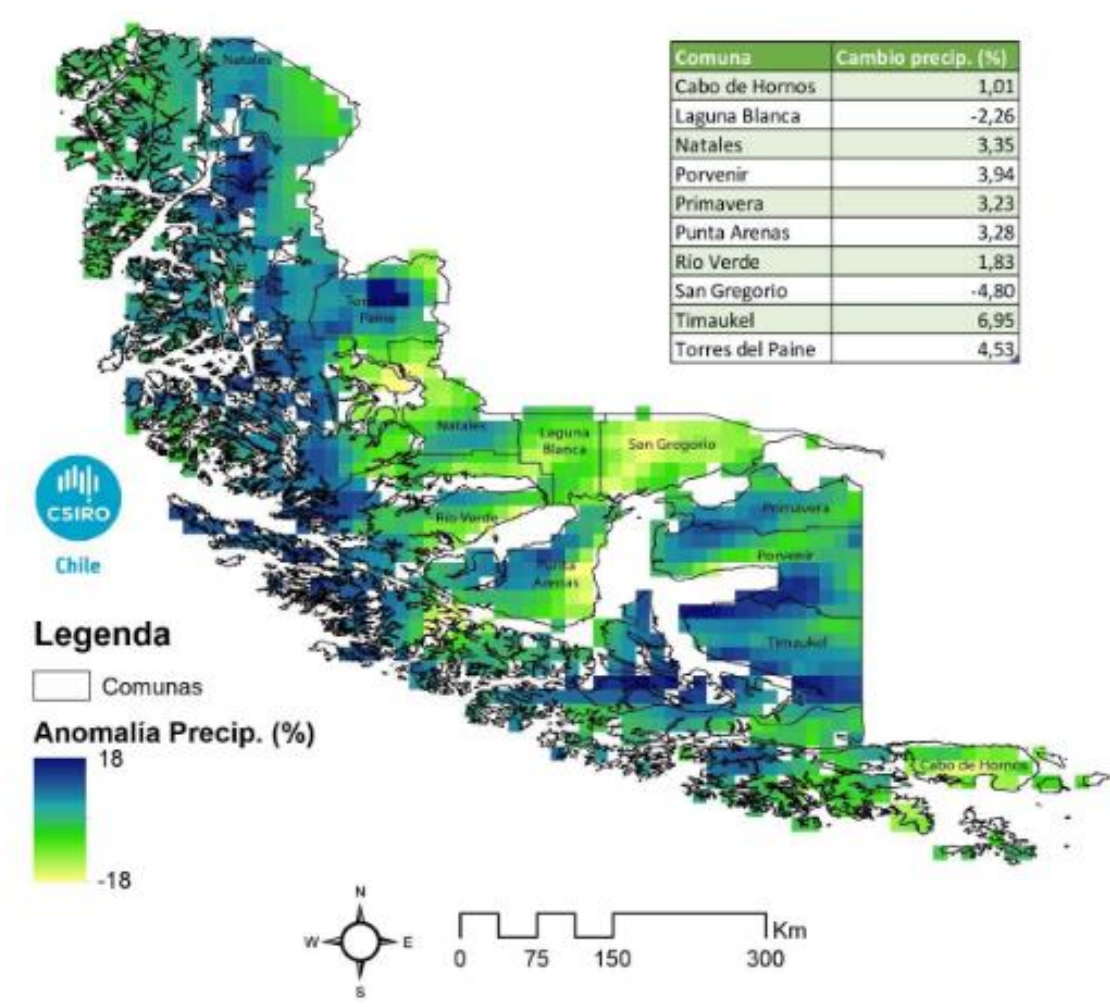 Natales
Comuna Cambio precip. (%)
Cabo de Hornos 1,01
Laguna Blanca -2,26
Natales 3,35
Porvenir 3,94
Primavera 3,23
Punta Arenas 3,28
Rio Verde 1,83
San Gregorio -4,80
Timaukel 6,95
Torres del Paine 4,53
Paine
Natales
Laguna
Blanca
San Gregorio
CSIRO
Chile
Rio Verde
Primavera
Porvenir
Punta
Arenas
Timaukel
Cabo de Hornos
Legenda
Comunas
Anomalía Precip. (%)
18
-18
N
W E
S
Km
0 75 150 300